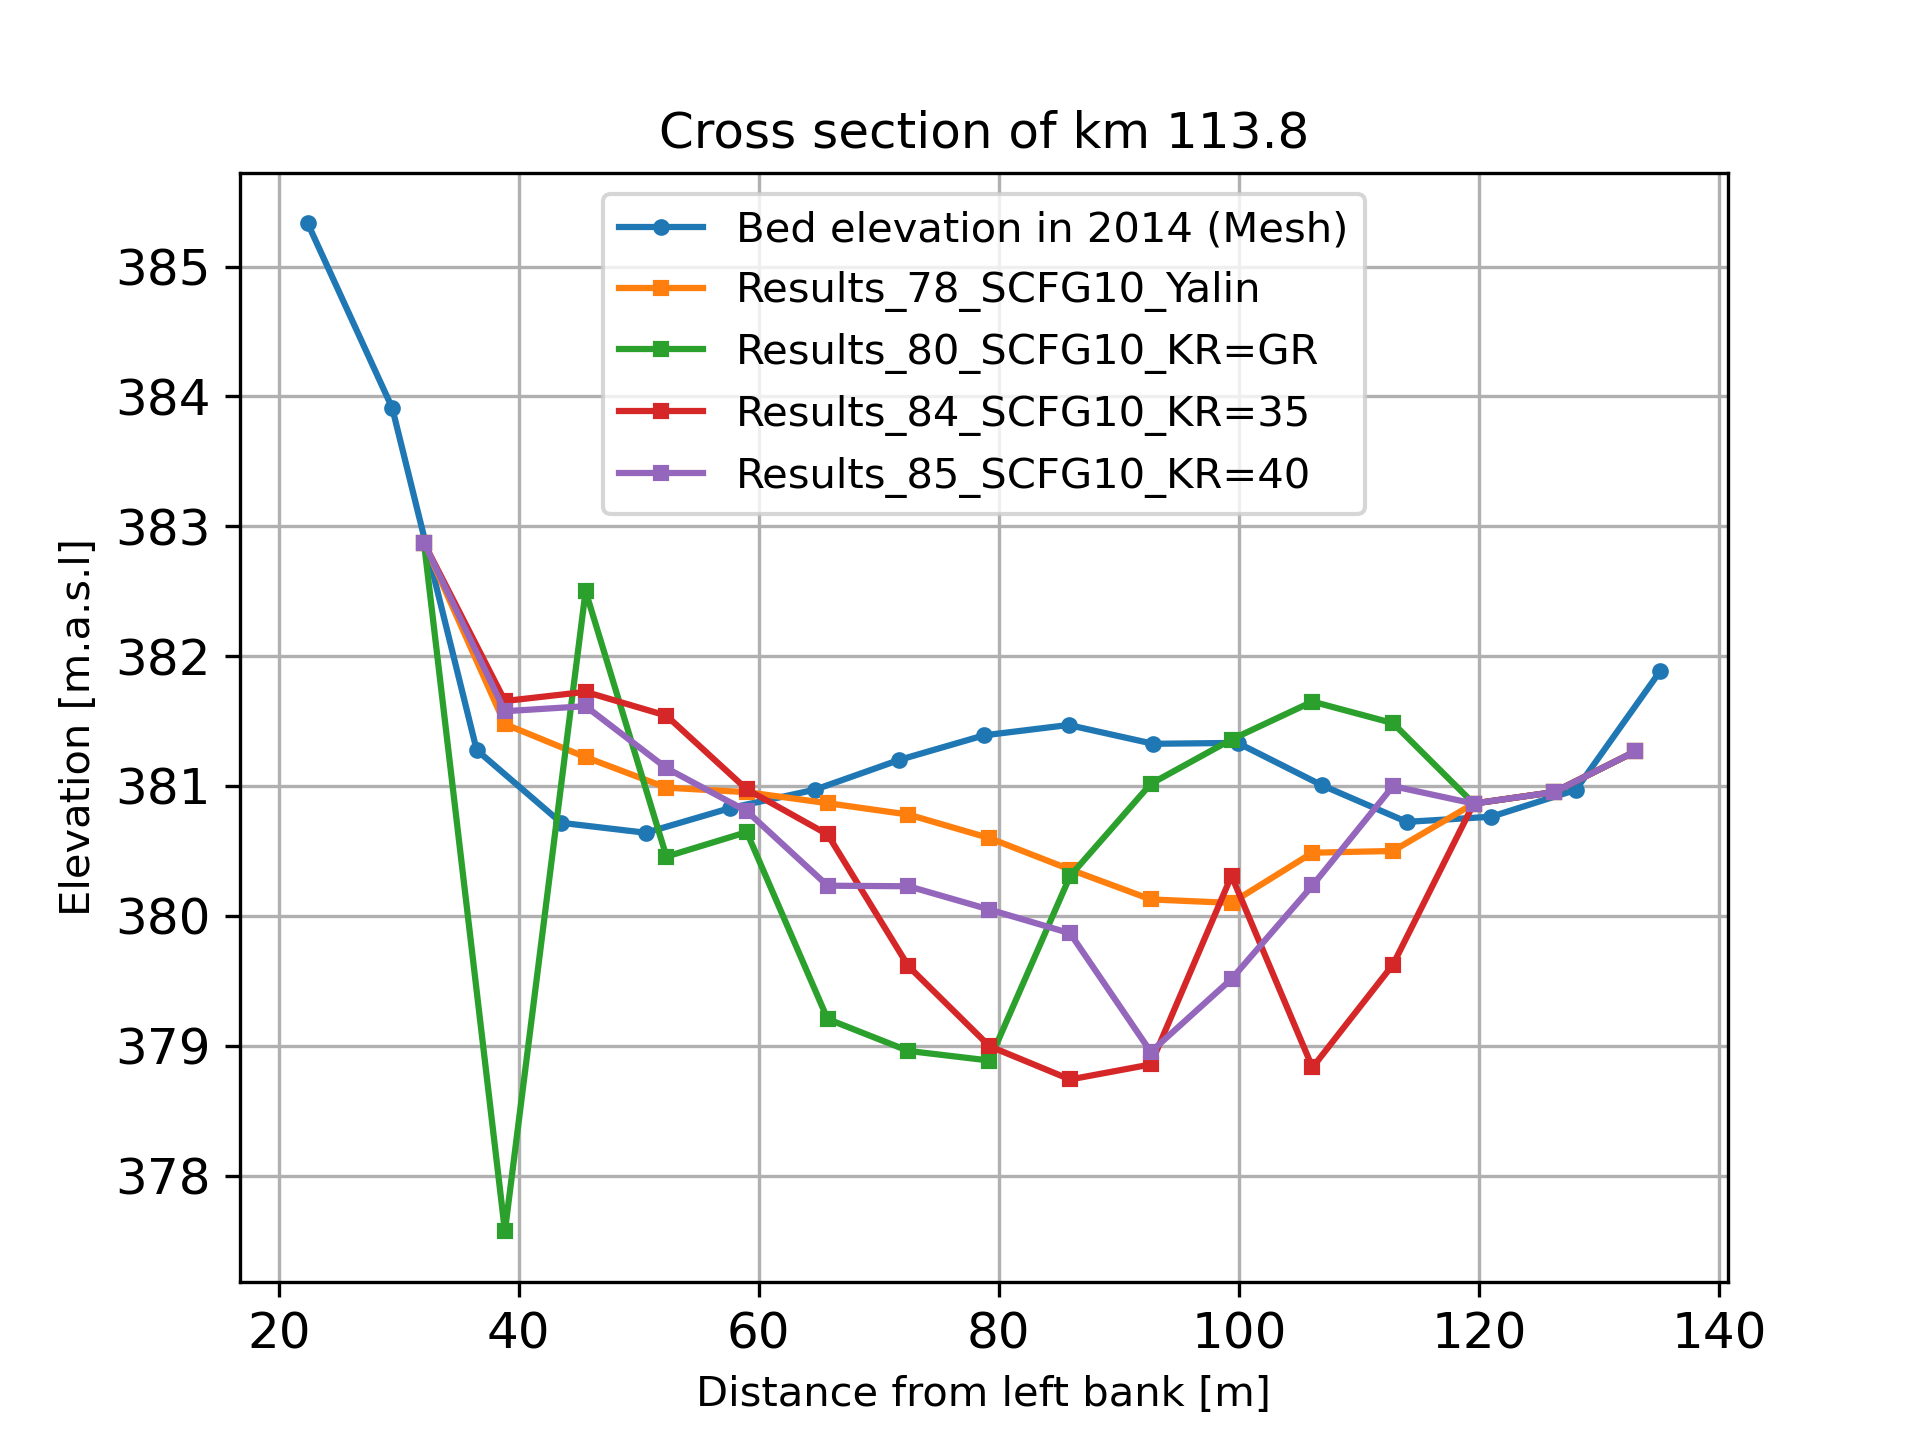 Cross section of km 113.8
Bed elevation in 2014 (Mesh)
Results_78_SCFG10_Yalin
Results_80_SCFG10_KR=GR
Results_84_SCFG10_KR=35
Results_85_SCFG10_KR=40
Elevation [m.a.s.l]
385
384
383
382
381
380
379
378
20 40 60 80 100 120 140
Distance from left bank [m]